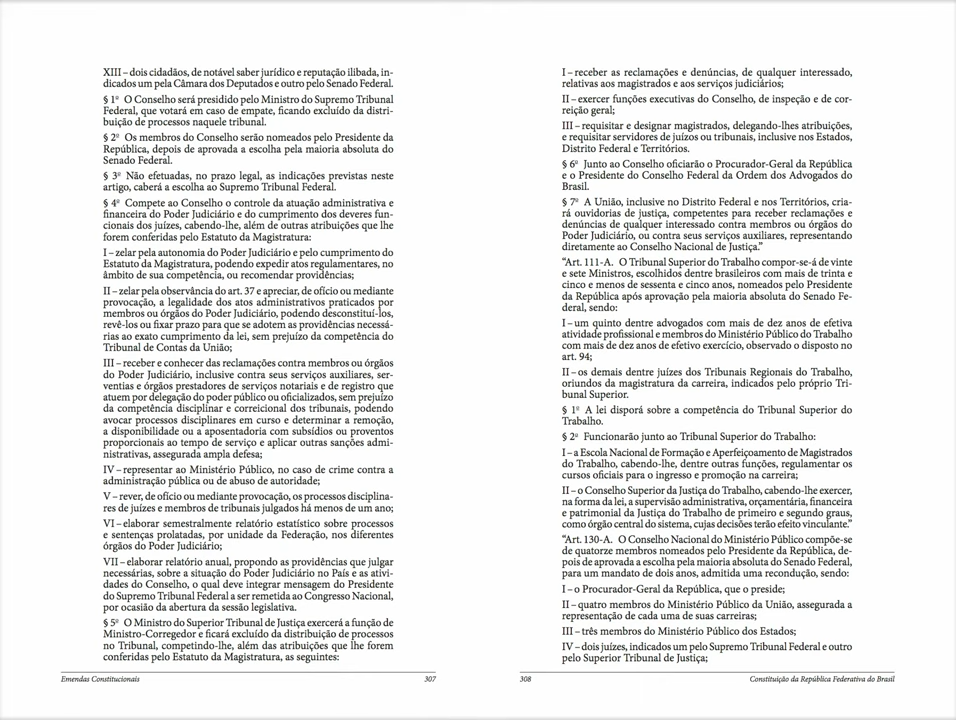 XIII – dois cidadãos, de notável saber jurídico e reputação ilibada, in-
dicados um pela Câmara dos Deputados e outro pelo Senado Federal.
§ 1º O Conselho será presidido pelo Ministro do Supremo Tribunal
Federal, que votará em caso de empate, ficando excluído da distri-
buição de processos naquele tribunal.
§ 2º Os membros do Conselho serão nomeados pelo Presidente da
República, depois de aprovada a escolha pela maioria absoluta do
Senado Federal.
§ 3º Não efetuadas, no prazo legal, as indicações previstas neste
artigo, caberá a escolha ao Supremo Tribunal Federal.
§ 4º Compete ao Conselho o controle da atuação administrativa e
financeira do Poder Judiciário e do cumprimento dos deveres fun-
cionais dos juízes, cabendo-lhe, além de outras atribuições que lhe
forem conferidas pelo Estatuto da Magistratura:
I – zelar pela autonomia do Poder Judiciário e pelo cumprimento do
Estatuto da Magistratura, podendo expedir atos regulamentares, no
âmbito de sua competência, ou recomendar providências;
II – zelar pela observância do art. 37 e apreciar, de ofício ou mediante
provocação, a legalidade dos atos administrativos praticados por
membros ou órgãos do Poder Judiciário, podendo desconstituí-los,
revê-los ou fixar prazo para que se adotem as providências necessá-
rias ao exato cumprimento da lei, sem prejuízo da competência do
Tribunal de Contas da União;
III – receber e conhecer das reclamações contra membros ou órgãos
do Poder Judiciário, inclusive contra seus serviços auxiliares, ser-
ventias e órgãos prestadores de serviços notariais e de registro que
atuem por delegação do poder público ou oficializados, sem prejuízo
da competência disciplinar e correicional dos tribunais, podendo
avocar processos disciplinares em curso e determinar a remoção,
a disponibilidade ou a aposentadoria com subsídios ou proventos
proporcionais ao tempo de serviço e aplicar outras sanções admi-
nistrativas, assegurada ampla defesa;
IV – representar ao Ministério Público, no caso de crime contra a
administração pública ou de abuso de autoridade;
V – rever, de ofício ou mediante provocação, os processos disciplina-
res de juízes e membros de tribunais julgados há menos de um ano;
VI – elaborar semestralmente relatório estatístico sobre processos
e sentenças prolatadas, por unidade da Federação, nos diferentes
órgãos do Poder Judiciário;
VII – elaborar relatório anual, propondo as providências que julgar
necessárias, sobre a situação do Poder Judiciário no País e as ativi-
dades do Conselho, o qual deve integrar mensagem do Presidente
do Supremo Tribunal Federal a ser remetida ao Congresso Nacional,
por ocasião da abertura da sessão legislativa.
§ 5º O Ministro do Superior Tribunal de Justiça exercerá a função de
Ministro-Corregedor e ficará excluído da distribuição de processos
no Tribunal, competindo-lhe, além das atribuições que lhe forem
conferidas pelo Estatuto da Magistratura, as seguintes:
Emendas Constitucionais 307
I – receber as reclamações e denúncias, de qualquer interessado,
relativas aos magistrados e aos serviços judiciários;
II – exercer funções executivas do Conselho, de inspeção e de cor-
reição geral;
III – requisitar e designar magistrados, delegando-lhes atribuições,
e requisitar servidores de juízos ou tribunais, inclusive nos Estados,
Distrito Federal e Territórios.
§ 6º Junto ao Conselho oficiarão o Procurador-Geral da República
e o Presidente do Conselho Federal da Ordem dos Advogados do
Brasil.
§ 7º A União, inclusive no Distrito Federal e nos Territórios, cria-
rá ouvidorias de justiça, competentes para receber reclamações e
denúncias de qualquer interessado contra membros ou órgãos do
Poder Judiciário, ou contra seus serviços auxiliares, representando
diretamente ao Conselho Nacional de Justiça.”
“Art. 111-A. O Tribunal Superior do Trabalho compor-se-á de vinte
e sete Ministros, escolhidos dentre brasileiros com mais de trinta e
cinco e menos de sessenta e cinco anos, nomeados pelo Presidente
da República após aprovação pela maioria absoluta do Senado Fe-
deral, sendo:
I – um quinto dentre advogados com mais de dez anos de efetiva
atividade profissional e membros do Ministério Público do Trabalho
com mais de dez anos de efetivo exercício, observado o disposto no
art. 94;
II – os demais dentre juízes dos Tribunais Regionais do Trabalho,
oriundos da magistratura da carreira, indicados pelo próprio Tri-
bunal Superior.
§ 1º A lei disporá sobre a competência do Tribunal Superior do
Trabalho.
§ 2º Funcionarão junto ao Tribunal Superior do Trabalho:
I – a Escola Nacional de Formação e Aperfeiçoamento de Magistrados
do Trabalho, cabendo-lhe, dentre outras funções, regulamentar os
cursos oficiais para o ingresso e promoção na carreira;
II – o Conselho Superior da Justiça do Trabalho, cabendo-lhe exercer,
na forma da lei, a supervisão administrativa, orçamentária, financeira
e patrimonial da Justiça do Trabalho de primeiro e segundo graus,
como órgão central do sistema, cujas decisões terão efeito vinculante.”
“Art. 130-A. O Conselho Nacional do Ministério Público compõe-se
de quatorze membros nomeados pelo Presidente da República, de-
pois de aprovada a escolha pela maioria absoluta do Senado Federal,
para um mandato de dois anos, admitida uma recondução, sendo:
I – o Procurador-Geral da República, que o preside;
II – quatro membros do Ministério Público da União, assegurada a
representação de cada uma de suas carreiras;
III – três membros do Ministério Público dos Estados;
IV – dois juízes, indicados um pelo Supremo Tribunal Federal e outro
pelo Superior Tribunal de Justiça;
308 Constituição da República Federativa do Brasil